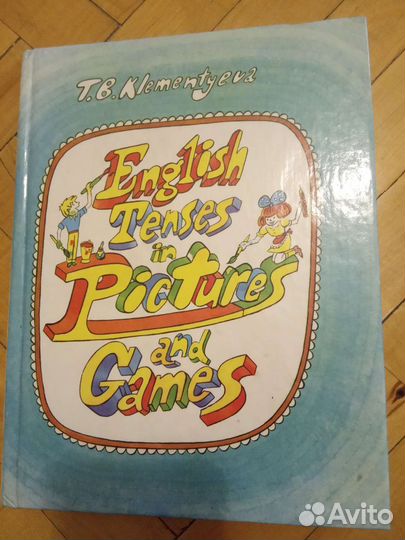 T.B. Klementyeva
English
Tenses
in
Pictures
and
Games
Avito